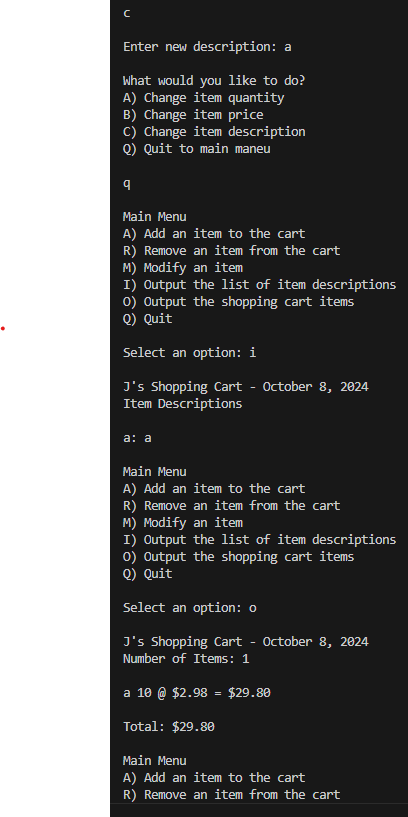 c
Enter new description: a
What would you like to do?
A) Change item quantity
B) Change item price
C) Change item description
Q) Quit to main maneu
q
Main Menu
A) Add an item to the cart
R) Remove an item from the cart
M) Modify an item
I) Output the list of item descriptions
O) Output the shopping cart items
Q) Quit
Select an option: i
J's Shopping Cart - October 8, 2024
Item Descriptions
a: a
Main Menu
A) Add an item to the cart
R) Remove an item from the cart
M) Modify an item
I) Output the list of item descriptions
O) Output the shopping cart items
Q) Quit
Select an option: o
J's Shopping Cart - October 8, 2024
Number of Items: 1
a 10 @ $2.98 = $29.80
Total: $29.80
Main Menu
A) Add an item to the cart
R) Remove an item from the cart